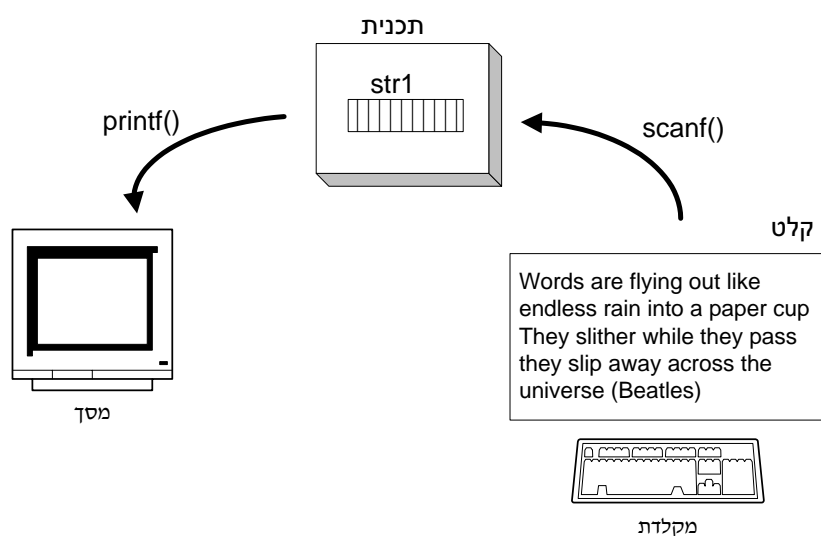 תכנית
str1
printf()
scanf()
קלט
Words are flying out like
endless rain into a paper cup
They slither while they pass
they slip away across the
universe (Beatles)
מסך
מקלדת